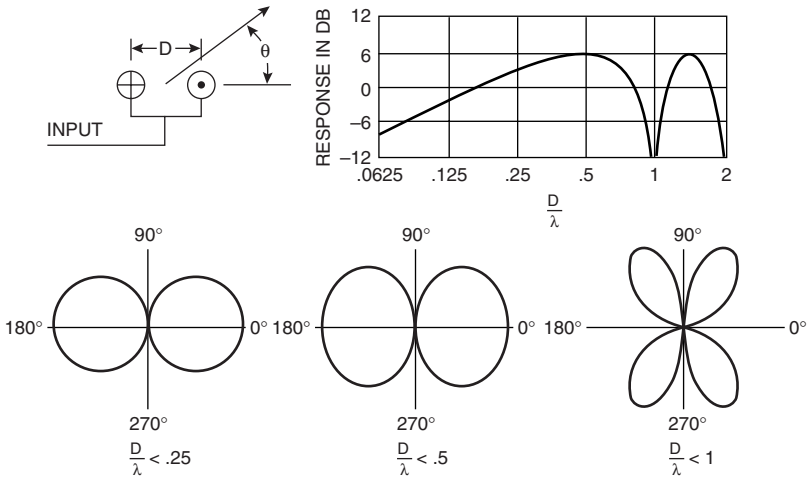 D
θ
INPUT
RESPONSE IN DB
12
6
0
–6
–12
.0625 .125 .25 .5 1 2
D
λ
90°
180° 0°
270°
D/λ < .25
90°
180° 0°
270°
D/λ < .5
90°
180° 0°
270°
D/λ < 1